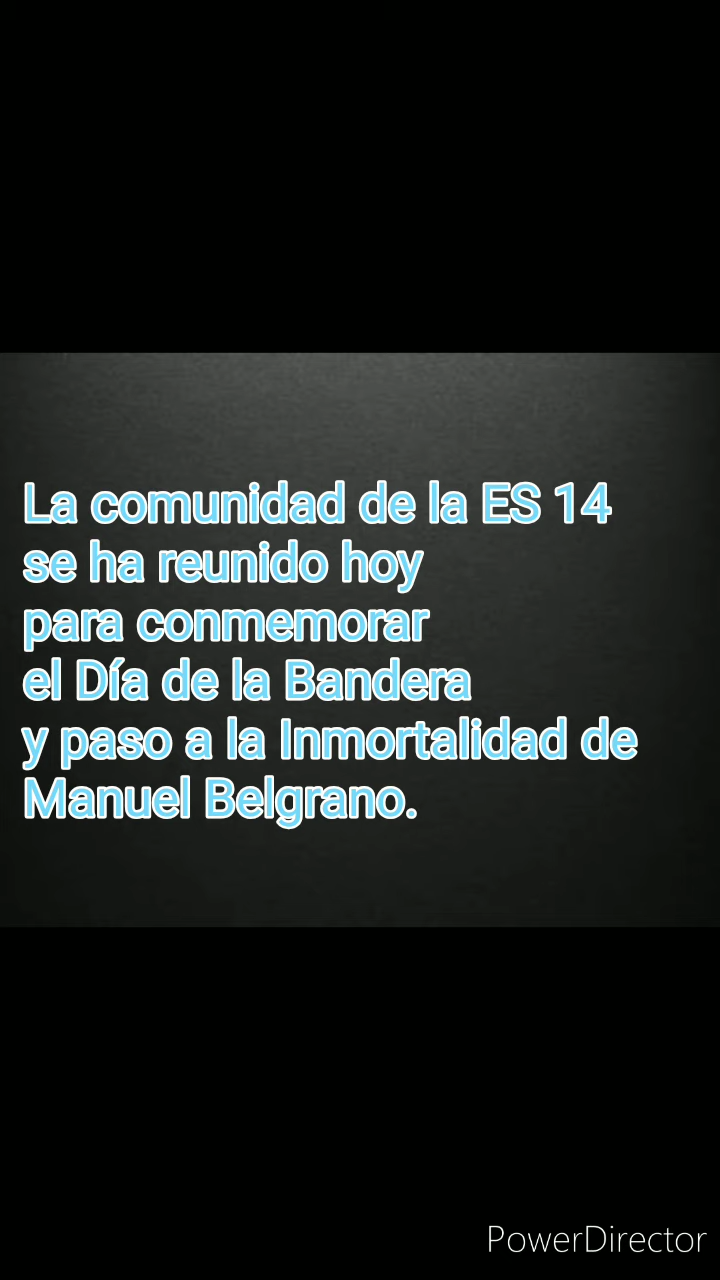 La comunidad de la ES 14
se ha reunido hoy
para conmemorar
el Día de la Bandera
y paso a la Inmortalidad de
Manuel Belgrano.
PowerDirector